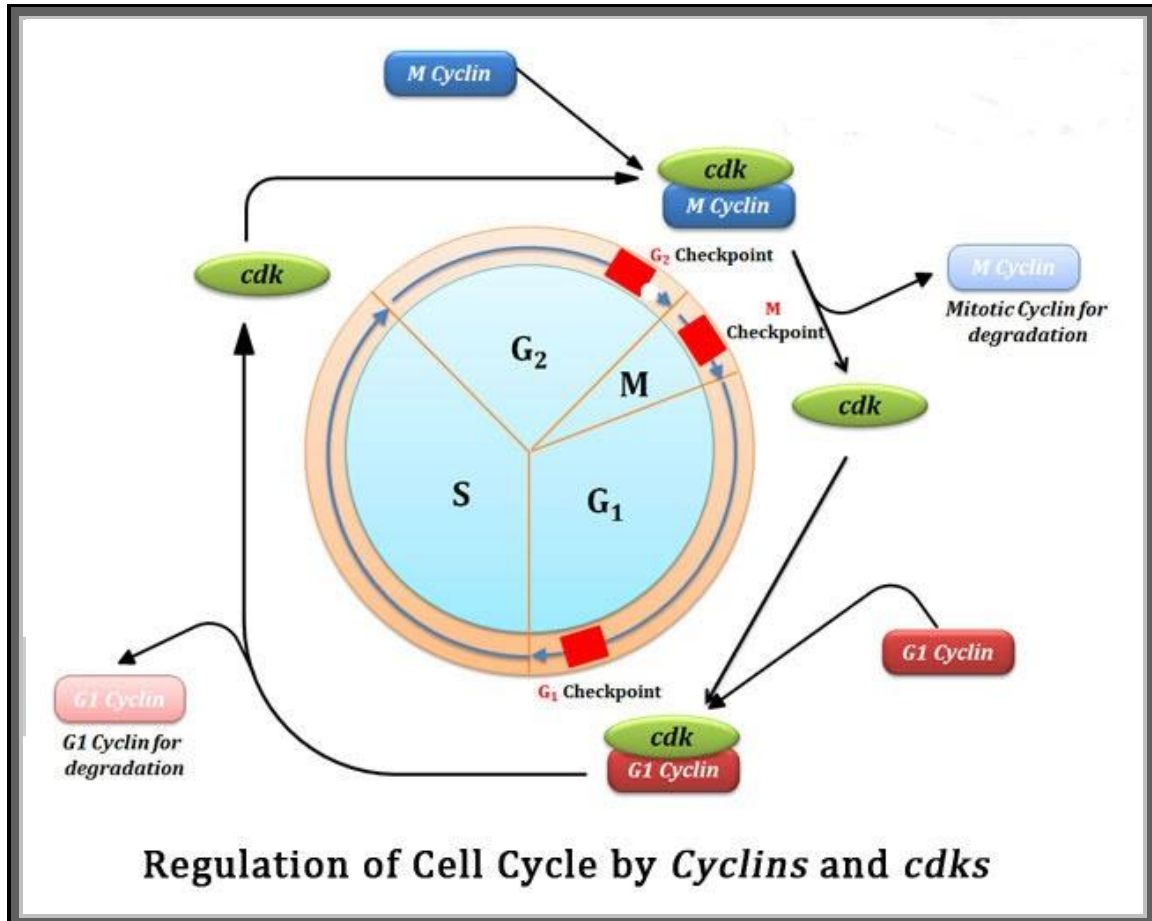 M Cyclin
cdk
M Cyclin
cdk
G₂ Checkpoint
M Cyclin
Mitotic Cyclin for
degradation
M
Checkpoint
G₂
M
cdk
S
G₁
G1 Cyclin
G₁ Checkpoint
G1 Cyclin
G1 Cyclin for
degradation
cdk
G1 Cyclin
Regulation of Cell Cycle by Cyclins and cdks